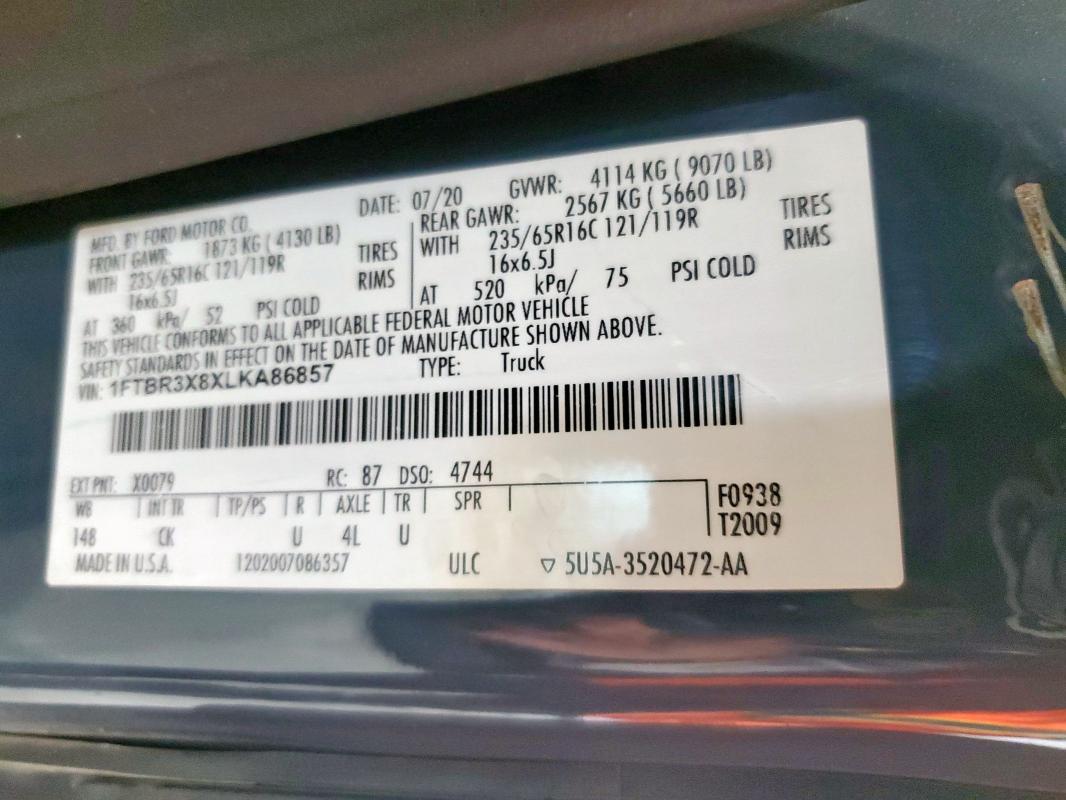 MFD. BY FORD MOTOR CO. DATE: 07/20 GVWR: 4114 KG ( 9070 LB)
FRONT GAWR: 1873 KG ( 4130 LB) REAR GAWR: 2567 KG ( 5660 LB)
WITH 235/65R16C 121/119R TIRES WITH 235/65R16C 121/119R TIRES
16x6.5J RIMS 16x6.5J RIMS
AT 360 kPa/ 52 PSI COLD AT 520 kPa/ 75 PSI COLD
THIS VEHICLE CONFORMS TO ALL APPLICABLE FEDERAL MOTOR VEHICLE
SAFETY STANDARDS IN EFFECT ON THE DATE OF MANUFACTURE SHOWN ABOVE.
VIN: 1FTBR3X8XLKA86857 TYPE: Truck
EXT PNT: X0079 RC: 87 DSO: 4744
WB INT TR TP/PS R AXLE TR SPR F0938
148 CK U 4L U T2009
MADE IN U.S.A. 1202007086357 ULC ▽ 5U5A-3520472-AA